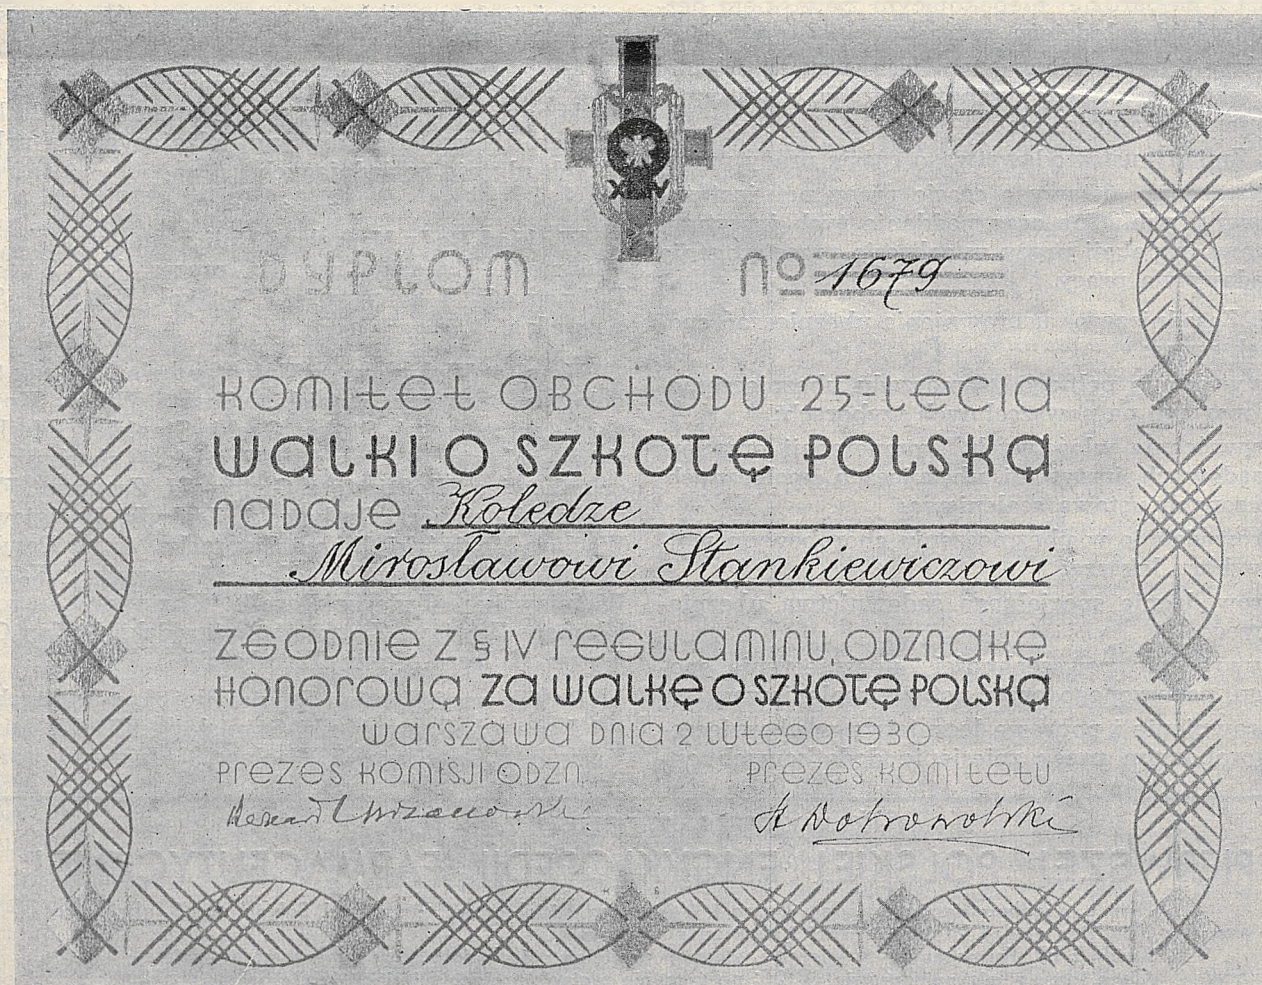 DYPLOM No 1679
KOMITET OBCHODU 25-LECIA
WALKI O SZKOŁĘ POLSKĄ
NADAJE Koledze
Mirosławowi Stankiewiczowi
ZGODNIE Z § IV REGULAMINU, ODZNAKĘ
HONOROWĄ ZA WALKĘ O SZKOŁĘ POLSKĄ
WARSZAWA DNIA 2 LUTEGO 1930
PREZES KOMISJI ODZN. PREZES KOMITETU
St Dobrowolski